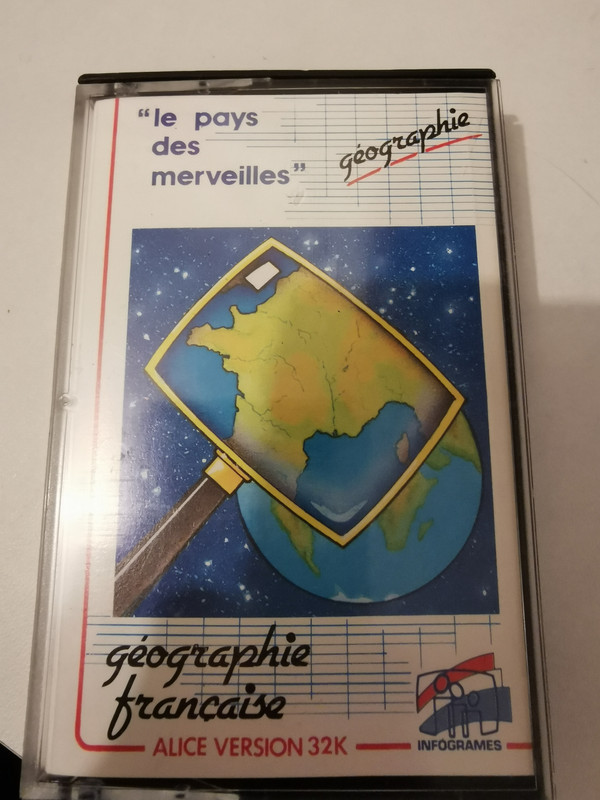 “le pays
des
merveilles”
géographie
géographie
française
ALICE VERSION 32K
INFOGRAMES